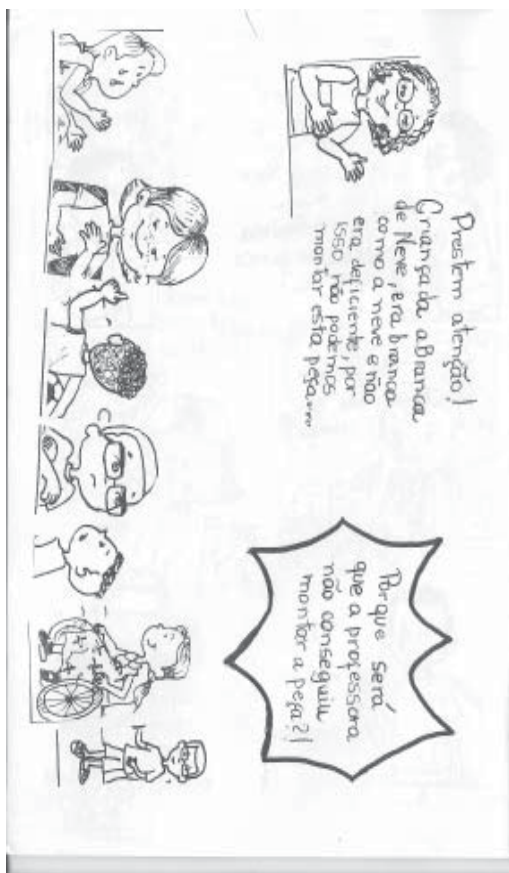 Prestem atenção!
Criançada a Branca
de Neve, era branca
como a neve e não
era deficiente, por
isso não podemos
montar esta peça...
Porque será
que a professora
não conseguiu
montar a peça?!